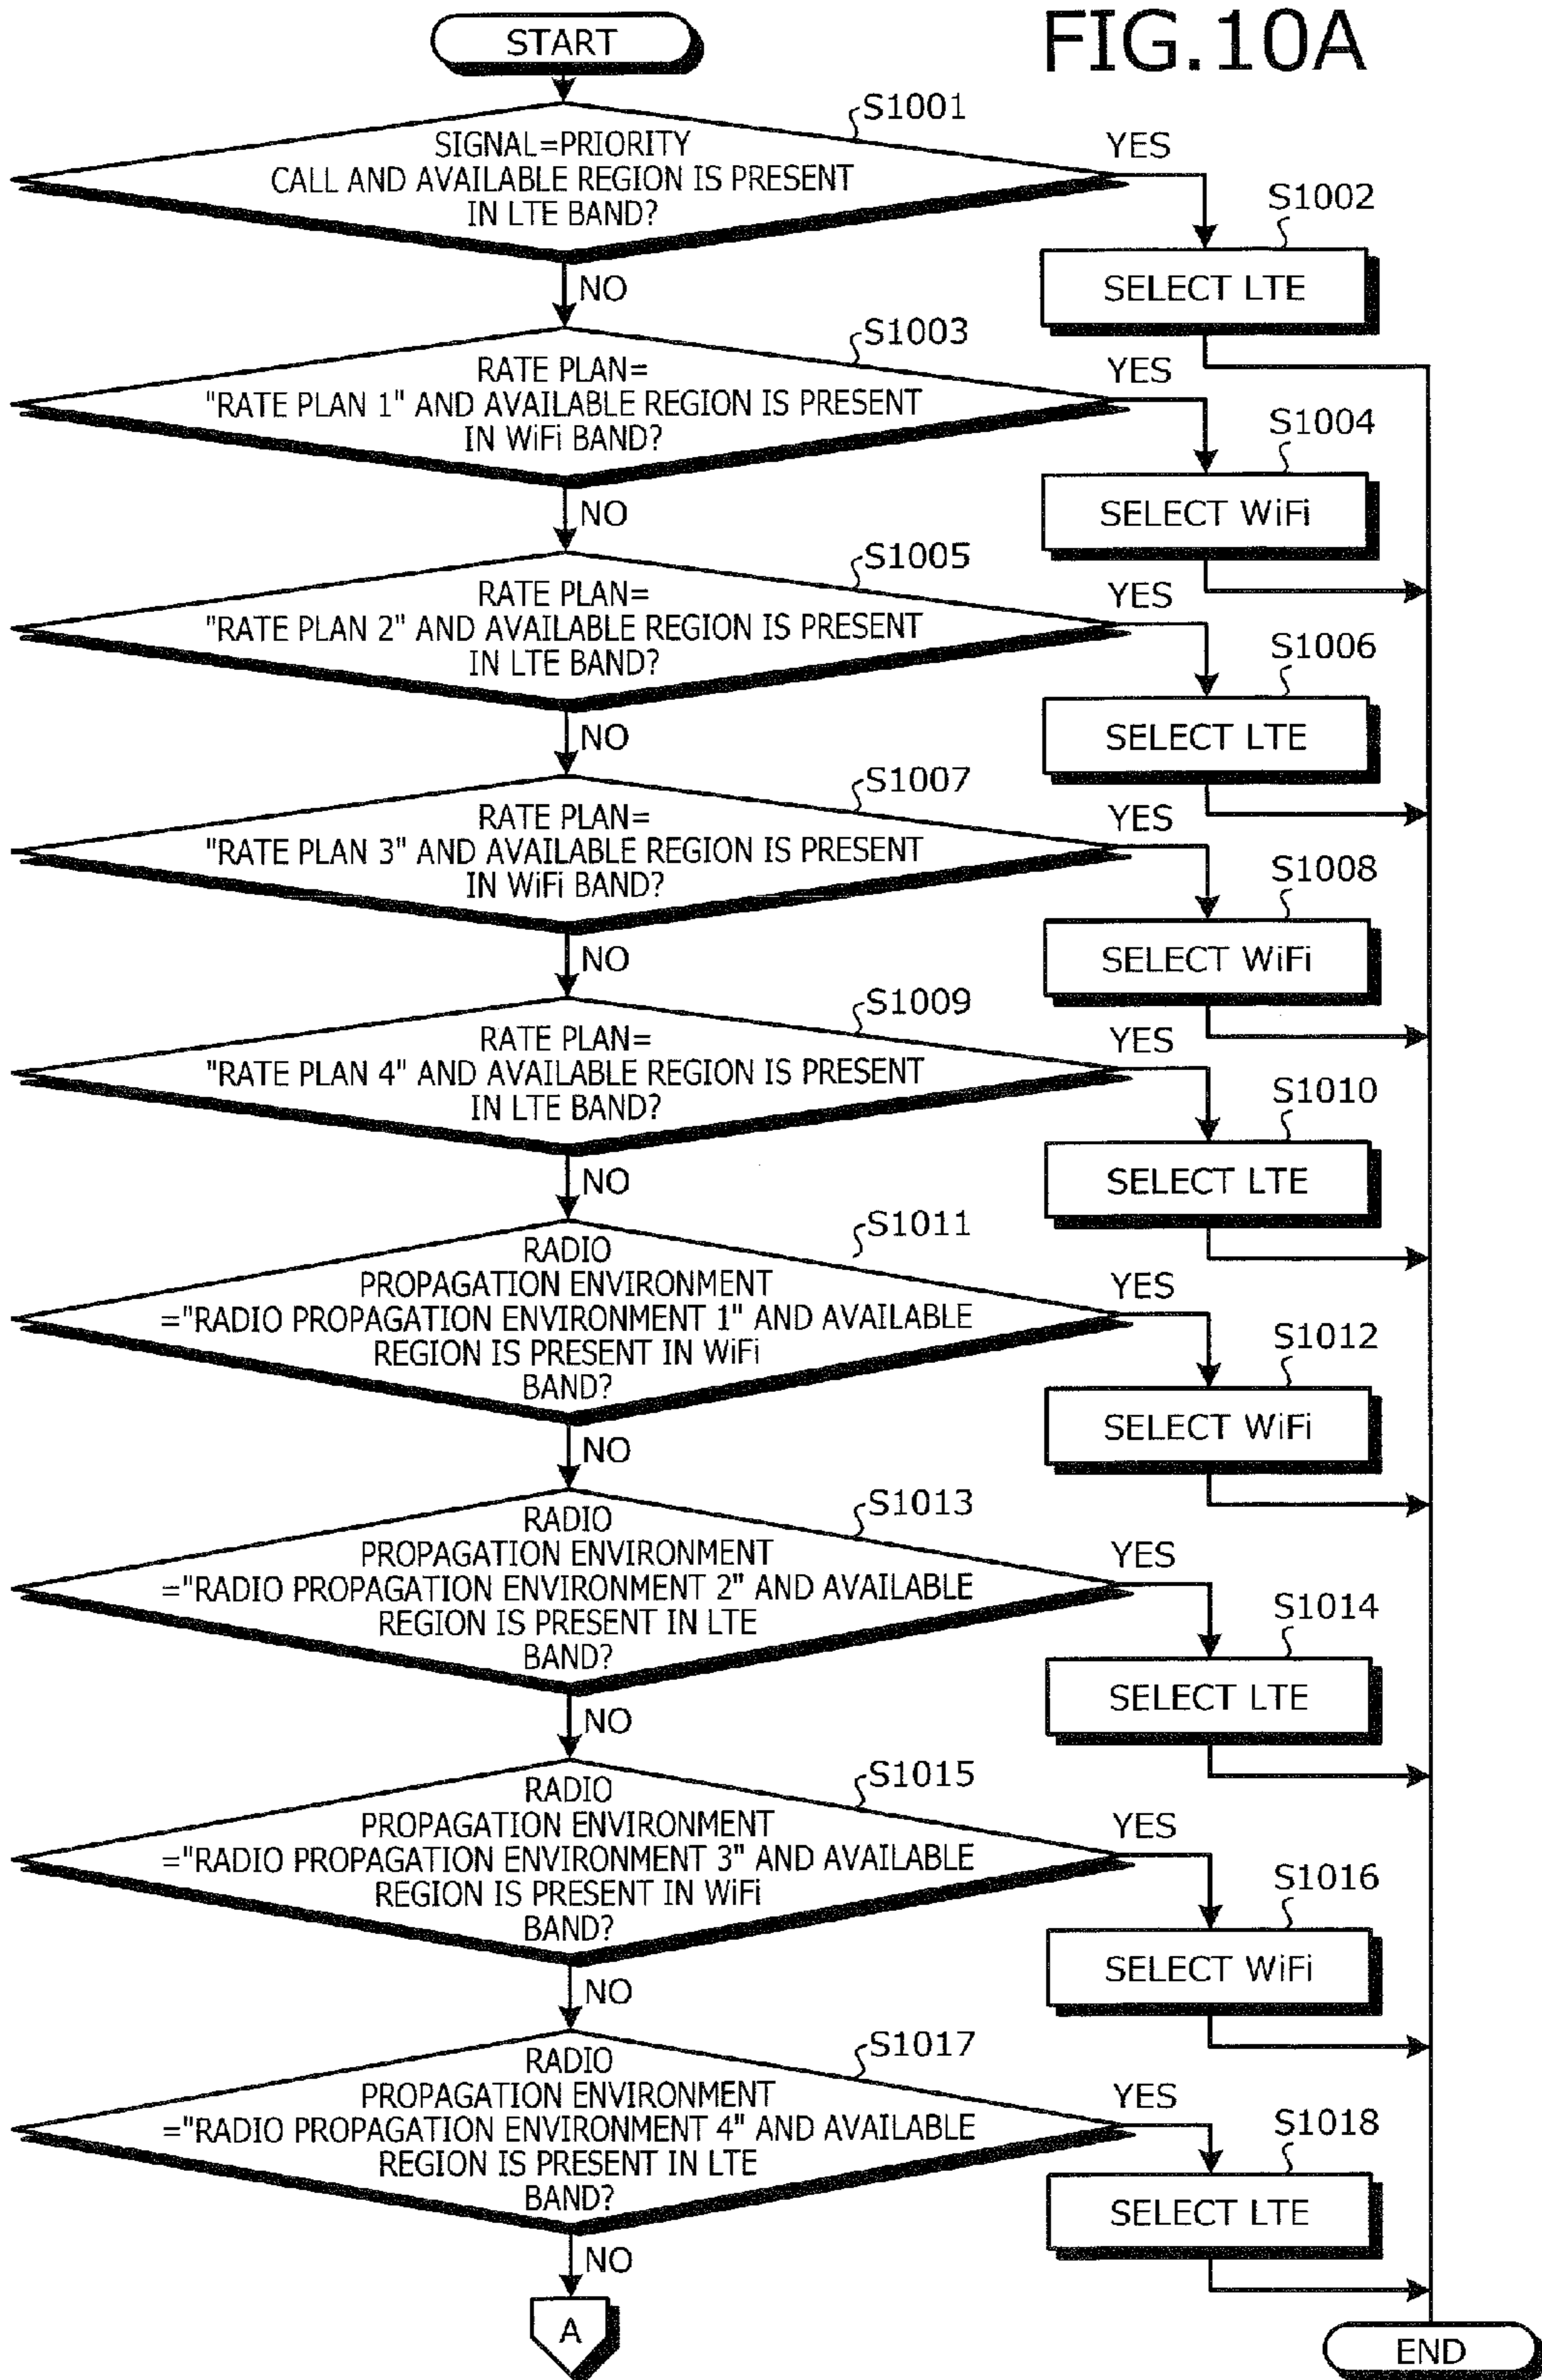 FIG.10A
START
S1001
SIGNAL=PRIORITY
CALL AND AVAILABLE REGION IS PRESENT
IN LTE BAND?
YES
S1002
SELECT LTE
NO
S1003
RATE PLAN=
"RATE PLAN 1" AND AVAILABLE REGION IS PRESENT
IN WiFi BAND?
YES
S1004
SELECT WiFi
NO
S1005
RATE PLAN=
"RATE PLAN 2" AND AVAILABLE REGION IS PRESENT
IN LTE BAND?
YES
S1006
SELECT LTE
NO
S1007
RATE PLAN=
"RATE PLAN 3" AND AVAILABLE REGION IS PRESENT
IN WiFi BAND?
YES
S1008
SELECT WiFi
NO
S1009
RATE PLAN=
"RATE PLAN 4" AND AVAILABLE REGION IS PRESENT
IN LTE BAND?
YES
S1010
SELECT LTE
NO
S1011
RADIO
PROPAGATION ENVIRONMENT
="RADIO PROPAGATION ENVIRONMENT 1" AND AVAILABLE
REGION IS PRESENT IN WiFi
BAND?
YES
S1012
SELECT WiFi
NO
S1013
RADIO
PROPAGATION ENVIRONMENT
="RADIO PROPAGATION ENVIRONMENT 2" AND AVAILABLE
REGION IS PRESENT IN LTE
BAND?
YES
S1014
SELECT LTE
NO
S1015
RADIO
PROPAGATION ENVIRONMENT
="RADIO PROPAGATION ENVIRONMENT 3" AND AVAILABLE
REGION IS PRESENT IN WiFi
BAND?
YES
S1016
SELECT WiFi
NO
S1017
RADIO
PROPAGATION ENVIRONMENT
="RADIO PROPAGATION ENVIRONMENT 4" AND AVAILABLE
REGION IS PRESENT IN LTE
BAND?
YES
S1018
SELECT LTE
NO
A
END